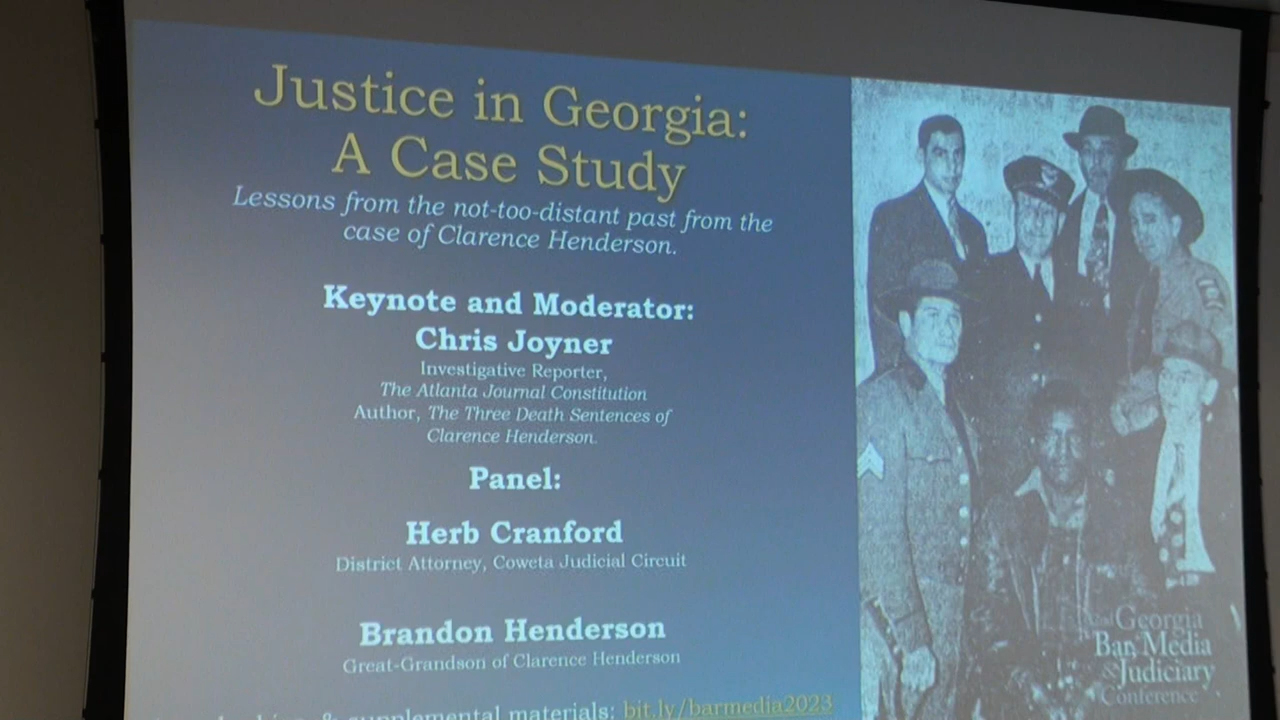 Justice in Georgia:
A Case Study
Lessons from the not-too-distant past from the
case of Clarence Henderson.
Keynote and Moderator:
Chris Joyner
Investigative Reporter,
The Atlanta Journal Constitution
Author, The Three Death Sentences of
Clarence Henderson.
Panel:
Herb Cranford
District Attorney, Coweta Judicial Circuit
Brandon Henderson
Great-Grandson of Clarence Henderson
& supplemental materials: bit.ly/barmedia2023
Georgia
Bar, Media
&Judiciary
Conference